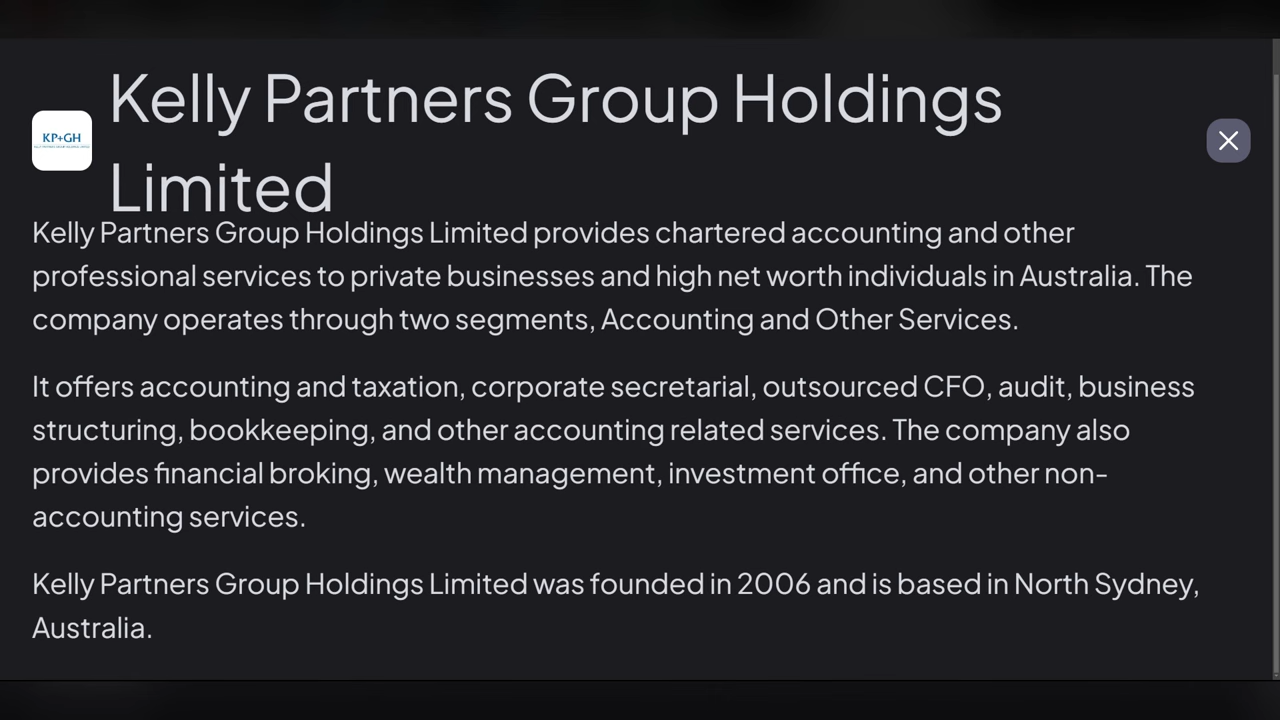 Kelly Partners Group Holdings
Limited
KP+GH
Kelly Partners Group Holdings Limited provides chartered accounting and other
professional services to private businesses and high net worth individuals in Australia. The
company operates through two segments, Accounting and Other Services.
It offers accounting and taxation, corporate secretarial, outsourced CFO, audit, business
structuring, bookkeeping, and other accounting related services. The company also
provides financial broking, wealth management, investment office, and other non-
accounting services.
Kelly Partners Group Holdings Limited was founded in 2006 and is based in North Sydney,
Australia.